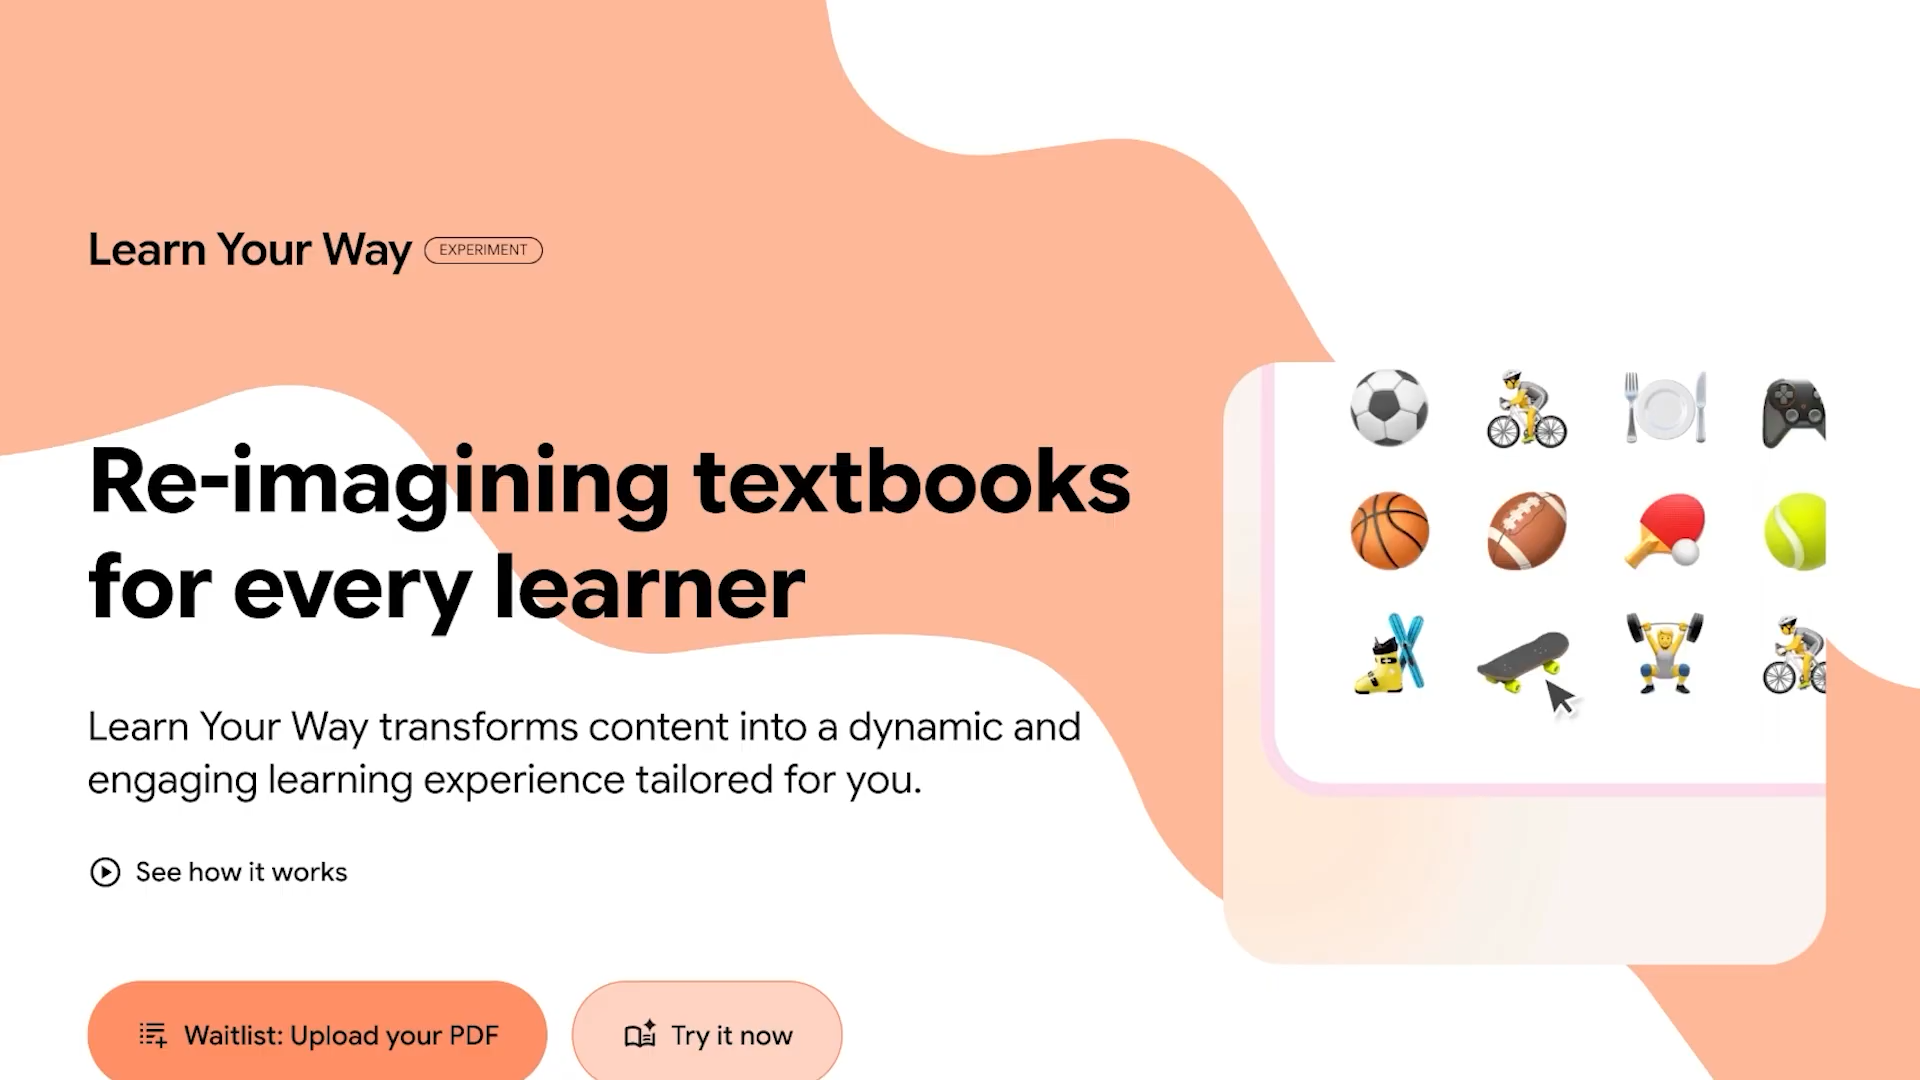 Learn Your Way
EXPERIMENT
Re-imagining textbooks
for every learner
Learn Your Way transforms content into a dynamic and
engaging learning experience tailored for you.
See how it works
Waitlist: Upload your PDF
Try it now